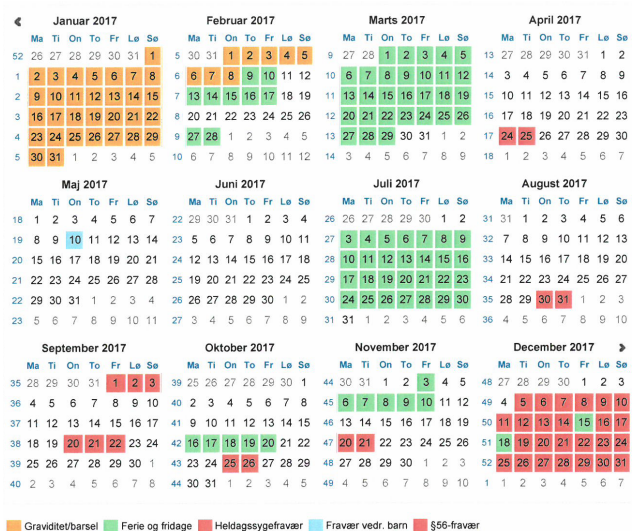 Januar 2017
Ma Ti On To Fr Lø Sø
52 26 27 28 29 30 31 1
1 2 3 4 5 6 7 8
2 9 10 11 12 13 14 15
3 16 17 18 19 20 21 22
4 23 24 25 26 27 28 29
5 30 31 1 2 3 4 5
Februar 2017
Ma Ti On To Fr Lø Sø
5 30 31 1 2 3 4 5
6 6 7 8 9 10 11 12
7 13 14 15 16 17 18 19
8 20 21 22 23 24 25 26
9 27 28 1 2 3 4 5
10 6 7 8 9 10 11 12
Marts 2017
Ma Ti On To Fr Lø Sø
9 27 28 1 2 3 4 5
10 6 7 8 9 10 11 12
11 13 14 15 16 17 18 19
12 20 21 22 23 24 25 26
13 27 28 29 30 31 1 2
14 3 4 5 6 7 8 9
April 2017
Ma Ti On To Fr Lø Sø
13 27 28 29 30 31 1 2
14 3 4 5 6 7 8 9
15 10 11 12 13 14 15 16
16 17 18 19 20 21 22 23
17 24 25 26 27 28 29 30
18 1 2 3 4 5 6 7
Maj 2017
Ma Ti On To Fr Lø Sø
18 1 2 3 4 5 6 7
19 8 9 10 11 12 13 14
20 15 16 17 18 19 20 21
21 22 23 24 25 26 27 28
22 29 30 31 1 2 3 4
23 5 6 7 8 9 10 11
Juni 2017
Ma Ti On To Fr Lø Sø
22 29 30 31 1 2 3 4
23 5 6 7 8 9 10 11
24 12 13 14 15 16 17 18
25 19 20 21 22 23 24 25
26 26 27 28 29 30 1 2
27 3 4 5 6 7 8 9
Juli 2017
Ma Ti On To Fr Lø Sø
26 26 27 28 29 30 1 2
27 3 4 5 6 7 8 9
28 10 11 12 13 14 15 16
29 17 18 19 20 21 22 23
30 24 25 26 27 28 29 30
31 31 1 2 3 4 5 6
August 2017
Ma Ti On To Fr Lø Sø
31 31 1 2 3 4 5 6
32 7 8 9 10 11 12 13
33 14 15 16 17 18 19 20
34 21 22 23 24 25 26 27
35 28 29 30 31 1 2 3
36 4 5 6 7 8 9 10
September 2017
Ma Ti On To Fr Lø Sø
35 28 29 30 31 1 2 3
36 4 5 6 7 8 9 10
37 11 12 13 14 15 16 17
38 18 19 20 21 22 23 24
39 25 26 27 28 29 30 1
40 2 3 4 5 6 7 8
Oktober 2017
Ma Ti On To Fr Lø Sø
39 25 26 27 28 29 30 1
40 2 3 4 5 6 7 8
41 9 10 11 12 13 14 15
42 16 17 18 19 20 21 22
43 23 24 25 26 27 28 29
44 30 31 1 2 3 4 5
November 2017
Ma Ti On To Fr Lø Sø
44 30 31 1 2 3 4 5
45 6 7 8 9 10 11 12
46 13 14 15 16 17 18 19
47 20 21 22 23 24 25 26
48 27 28 29 30 1 2 3
49 4 5 6 7 8 9 10
December 2017
Ma Ti On To Fr Lø Sø
48 27 28 29 30 1 2 3
49 4 5 6 7 8 9 10
50 11 12 13 14 15 16 17
51 18 19 20 21 22 23 24
52 25 26 27 28 29 30 31
1 1 2 3 4 5 6 7
Graviditet/barsel Ferie og fridage Heldagssygefravær Fravær vedr. barn §56-fravær